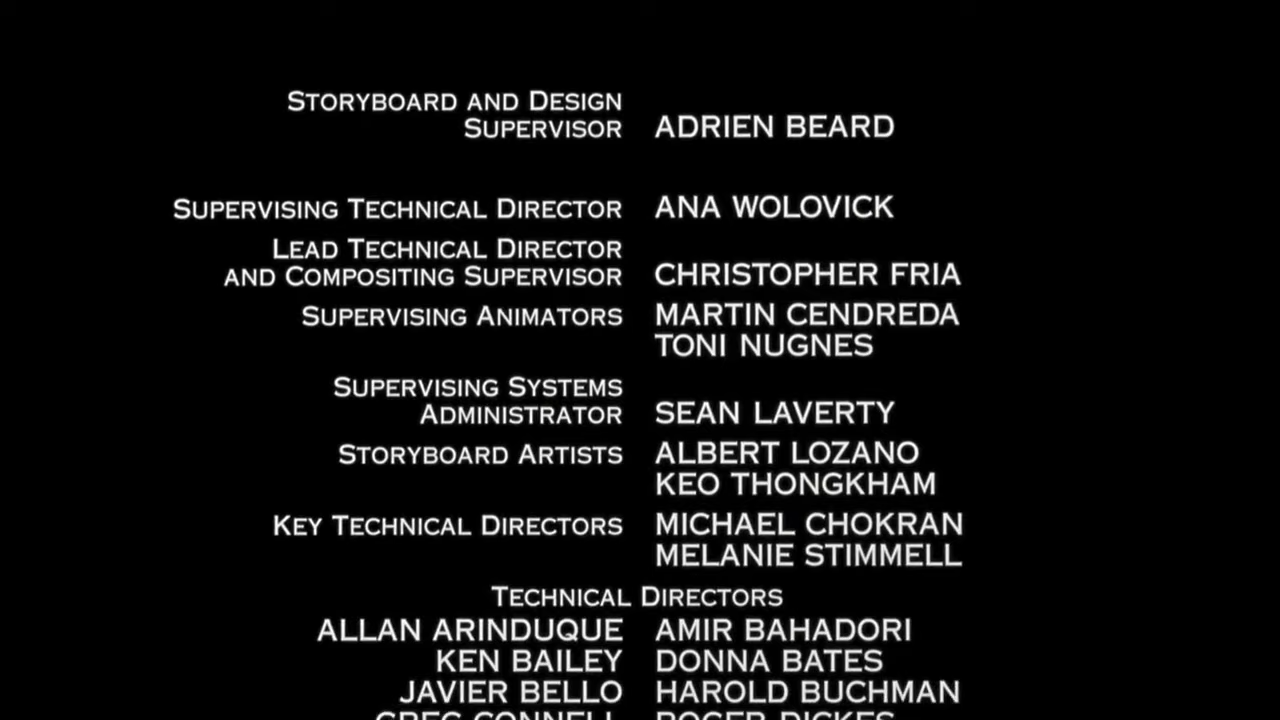 STORYBOARD AND DESIGN
SUPERVISOR ADRIEN BEARD
SUPERVISING TECHNICAL DIRECTOR ANA WOLOVICK
LEAD TECHNICAL DIRECTOR
AND COMPOSITING SUPERVISOR CHRISTOPHER FRIA
SUPERVISING ANIMATORS MARTIN CENDREDA
TONI NUGNES
SUPERVISING SYSTEMS
ADMINISTRATOR SEAN LAVERTY
STORYBOARD ARTISTS ALBERT LOZANO
KEO THONGKHAM
KEY TECHNICAL DIRECTORS MICHAEL CHOKRAN
MELANIE STIMMELL
TECHNICAL DIRECTORS
ALLAN ARINDUQUE AMIR BAHADORI
KEN BAILEY DONNA BATES
JAVIER BELLO HAROLD BUCHMAN
GREG CONNELL ROGER DICKES